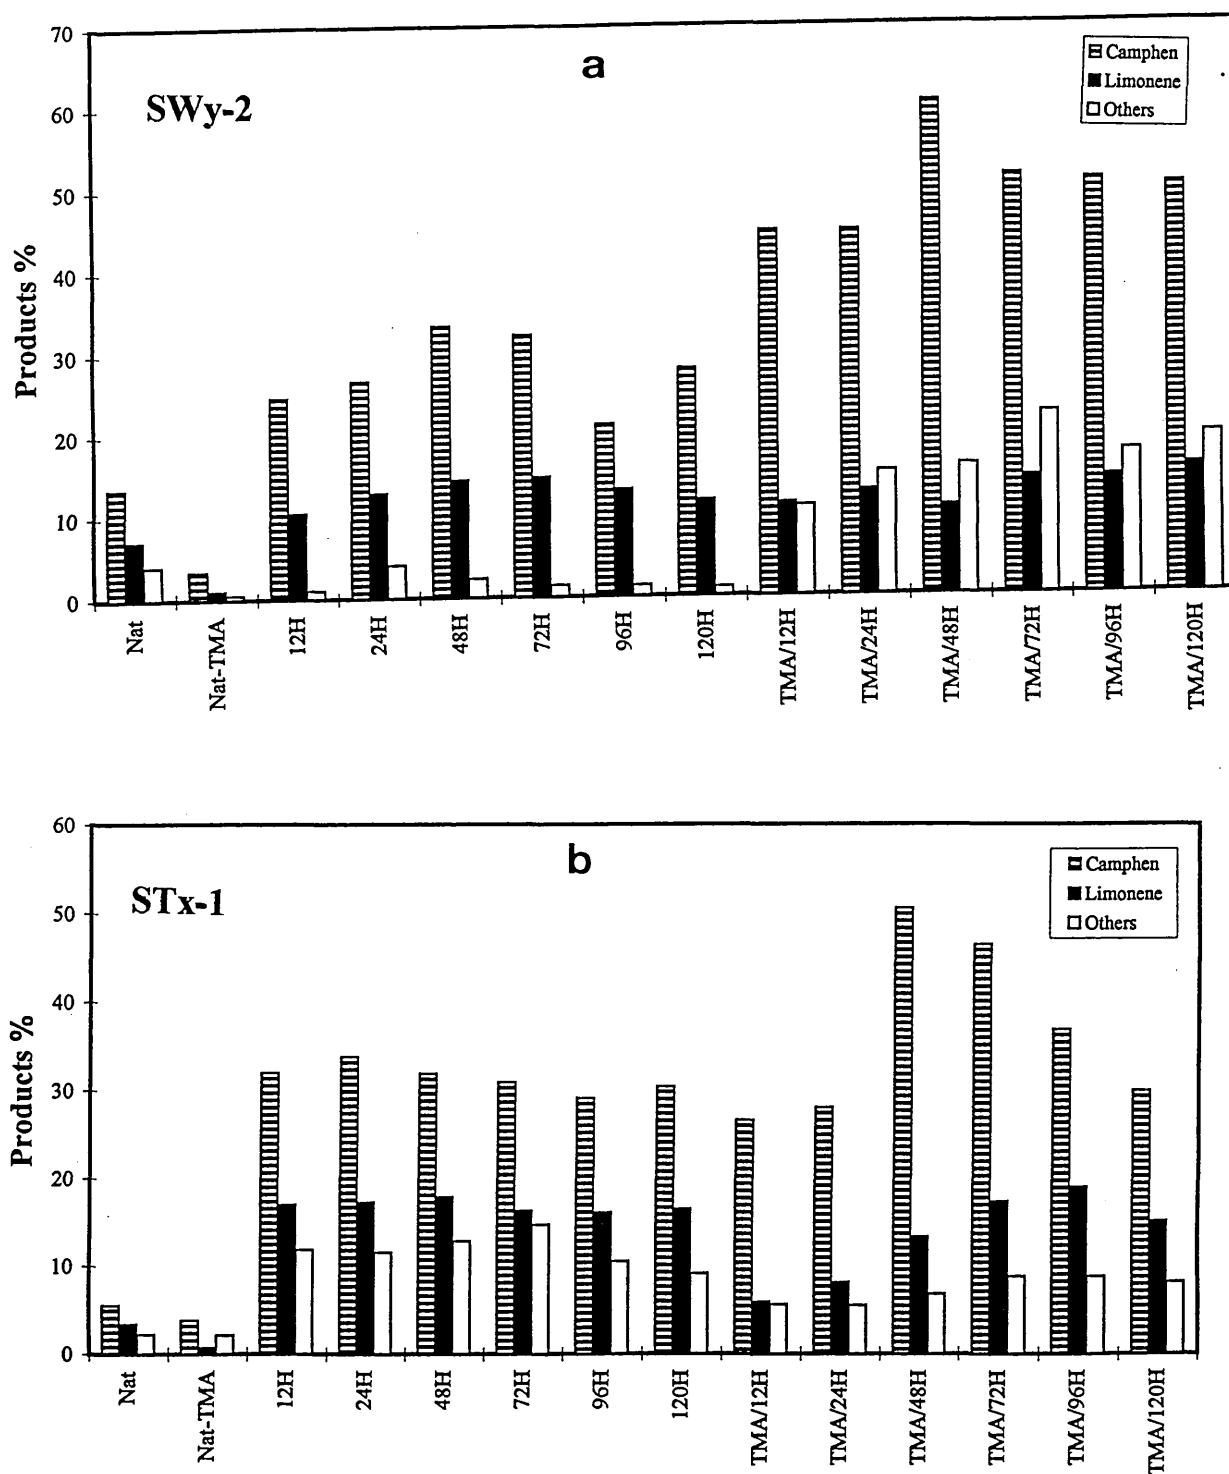 a
SWy-2
Camphen
Limonene
Others
Products %
70
60
50
40
30
20
10
0
Nat
Nat-TMA
12H
24H
48H
72H
96H
120H
TMA/12H
TMA/24H
TMA/48H
TMA/72H
TMA/96H
TMA/120H
b
STx-1
Camphen
Limonene
Others
Products %
60
50
40
30
20
10
0
Nat
Nat-TMA
12H
24H
48H
72H
96H
120H
TMA/12H
TMA/24H
TMA/48H
TMA/72H
TMA/96H
TMA/120H